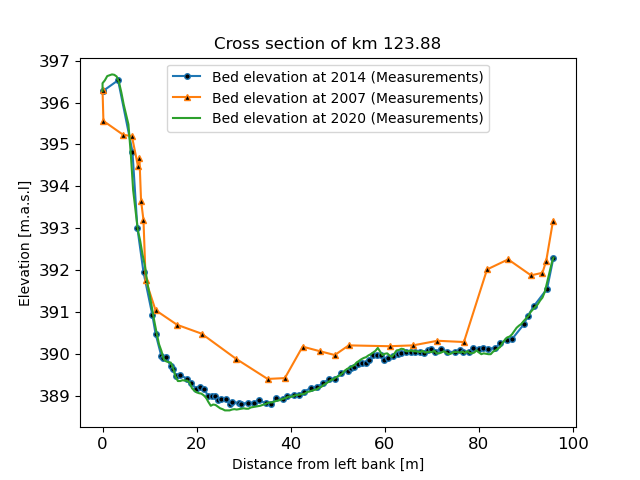 Cross section of km 123.88
Bed elevation at 2014 (Measurements)
Bed elevation at 2007 (Measurements)
Bed elevation at 2020 (Measurements)
397
396
395
394
393
392
391
390
389
Elevation [m.a.s.l]
0 20 40 60 80 100
Distance from left bank [m]